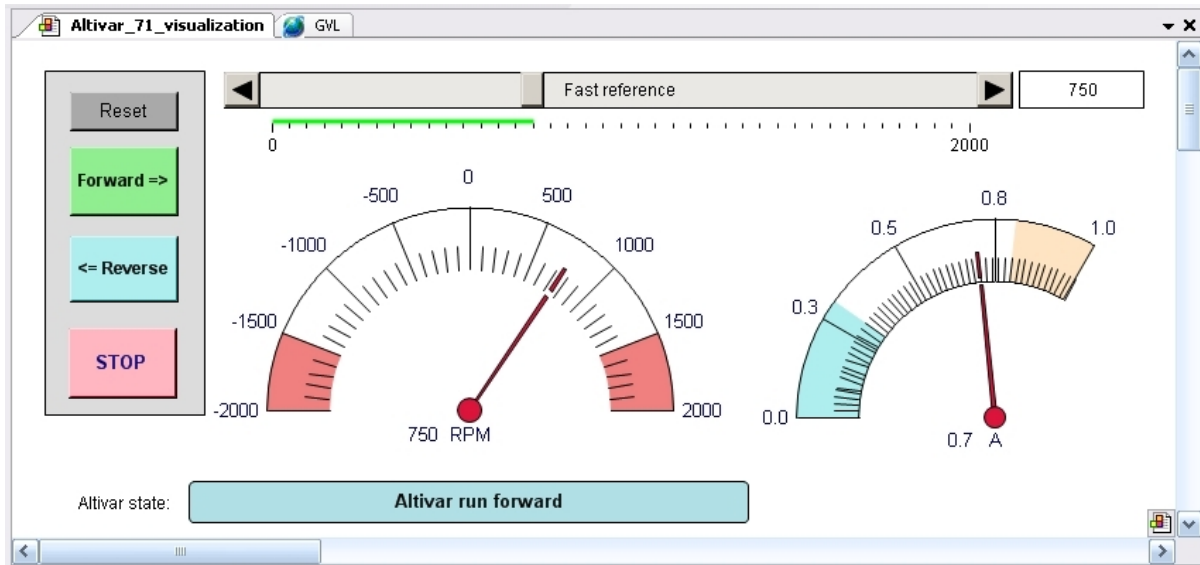 Altivar_71_visualization
GVL
Reset
Forward =>
<= Reverse
STOP
Fast reference
750
0
2000
-2000
-1500
-1000
-500
0
500
1000
1500
2000
750 RPM
0.0
0.3
0.5
0.8
1.0
0.7 A
Altivar state:
Altivar run forward